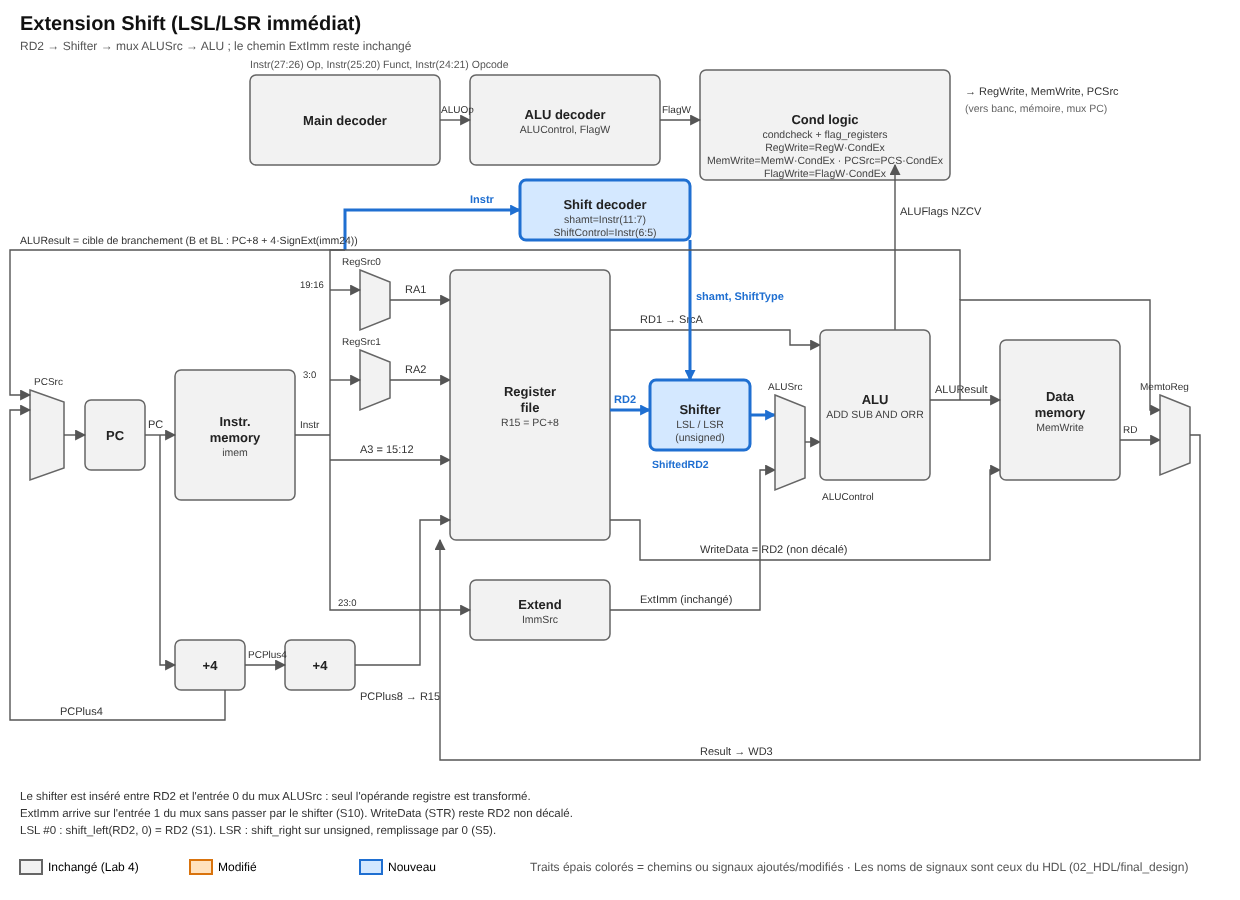 Extension Shift (LSL/LSR immédiat)
RD2 → Shifter → mux ALUSrc → ALU ; le chemin ExtImm reste inchangé
Instr(27:26) Op, Instr(25:20) Funct, Instr(24:21) Opcode
Main decoder
ALUOp
ALU decoder
ALUControl, FlagW
FlagW
Cond logic
condcheck + flag_registers
RegWrite=RegW·CondEx
MemWrite=MemW·CondEx · PCSrc=PCS·CondEx
FlagWrite=FlagW·CondEx
→ RegWrite, MemWrite, PCSrc
(vers banc, mémoire, mux PC)
Instr
Shift decoder
shamt=Instr(11:7)
ShiftControl=Instr(6:5)
ALUFlags NZCV
ALUResult = cible de branchement (B et BL : PC+8 + 4·SignExt(imm24))
RegSrc0
19:16
RA1
shamt, ShiftType
RD1 → SrcA
RegSrc1
3:0
RA2
PCSrc
PC
PC
Instr.
memory
imem
Instr
A3 = 15:12
Register
file
R15 = PC+8
RD2
Shifter
LSL / LSR
(unsigned)
ShiftedRD2
ALUSrc
ALU
ADD SUB AND ORR
ALUControl
ALUResult
Data
memory
MemWrite
MemtoReg
RD
WriteData = RD2 (non décalé)
23:0
Extend
ImmSrc
ExtImm (inchangé)
+4
PCPlus4
+4
PCPlus8 → R15
PCPlus4
Result → WD3
Le shifter est inséré entre RD2 et l'entrée 0 du mux ALUSrc : seul l'opérande registre est transformé.
ExtImm arrive sur l'entrée 1 du mux sans passer par le shifter (S10). WriteData (STR) reste RD2 non décalé.
LSL #0 : shift_left(RD2, 0) = RD2 (S1). LSR : shift_right sur unsigned, remplissage par 0 (S5).
Inchangé (Lab 4)
Modifié
Nouveau
Traits épais colorés = chemins ou signaux ajoutés/modifiés · Les noms de signaux sont ceux du HDL (02_HDL/final_design)